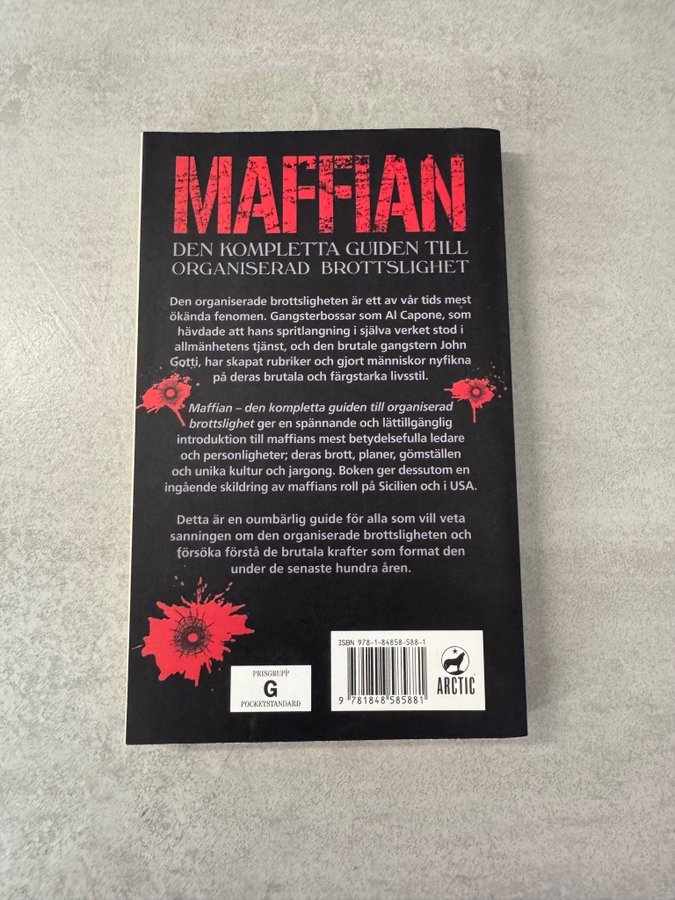 MAFFIAN
DEN KOMPLETTA GUIDEN TILL
ORGANISERAD BROTTSLIGHET
Den organiserade brottsligheten är ett av vår tids mest
ökända fenomen. Gangsterbossar som Al Capone, som
hävdade att hans spritlangning i själva verket stod i
allmänhetens tjänst, och den brutale gangstern John
Gotti, har skapat rubriker och gjort människor nyfikna
på deras brutala och färgstarka livsstil.
Maffian – den kompletta guiden till organiserad
brottslighet ger en spännande och lättillgänglig
introduktion till maffians mest betydelsefulla ledare
och personligheter; deras brott, planer, gömställen
och unika kultur och jargong. Boken ger dessutom en
ingående skildring av maffians roll på Sicilien och i USA.
Detta är en oumbärlig guide för alla som vill veta
sanningen om den organiserade brottsligheten och
försöka förstå de brutala krafter som format den
under de senaste hundra åren.
PRISGRUPP
G
POCKETSTANDARD
ISBN 978-1-84858-588-1
9 781848 585881
ARCTIC